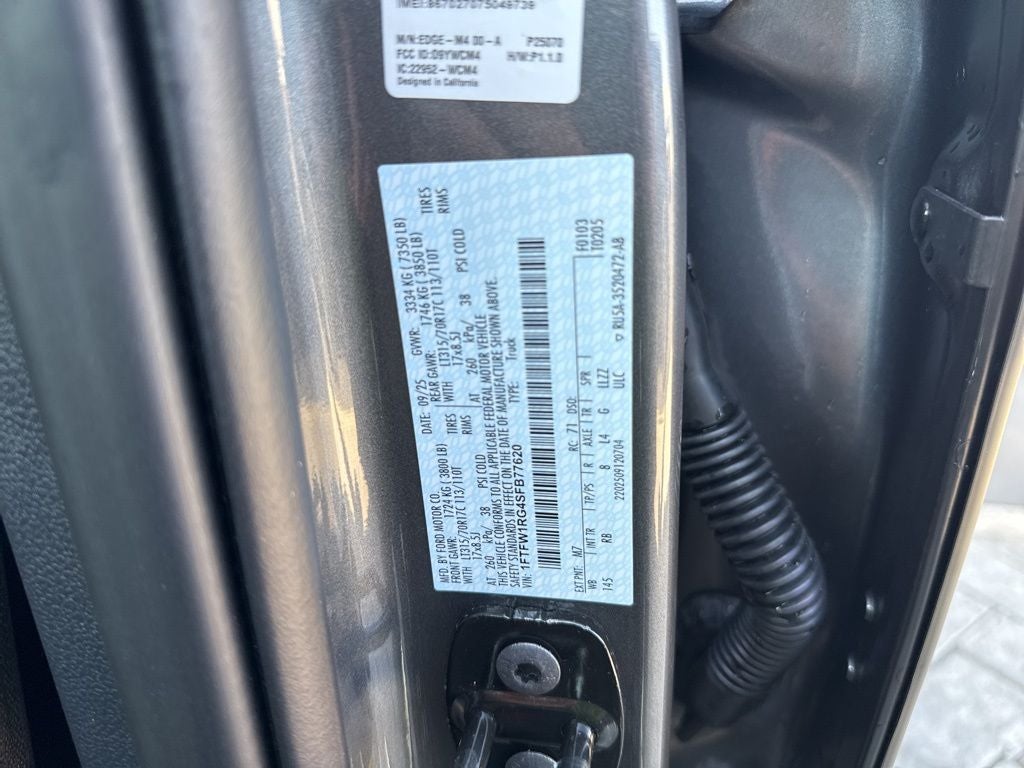 IMEI:867027075049739
M/N:EDGE-M4 00-A P25070
FCC ID:O9YWCM4 H/W:P1.1.0
IC:22952-WCM4
Designed in California
MFD. BY FORD MOTOR CO. DATE: 09/25 GVWR: 3334 KG ( 7350 LB)
FRONT GAWR: 1724 KG ( 3800 LB) REAR GAWR: 1746 KG ( 3850 LB)
WITH LT315/70R17C 113/110T TIRES WITH LT315/70R17C 113/110T TIRES
17x8.5J RIMS 17x8.5J RIMS
AT 260 kPa/ 38 PSI COLD AT 260 kPa/ 38 PSI COLD
THIS VEHICLE CONFORMS TO ALL APPLICABLE FEDERAL MOTOR VEHICLE
SAFETY STANDARDS IN EFFECT ON THE DATE OF MANUFACTURE SHOWN ABOVE.
VIN: 1FTFW1RG4SFB77620 TYPE: Truck
F0103
T0205
EXT PNT: M7 RC: 71 DSO:
WB INT TR TP/PS R AXLE TR SPR
145 RB B L4 G LLZZ
2202509120704 ULC
▽ RU5A-3520472-AB